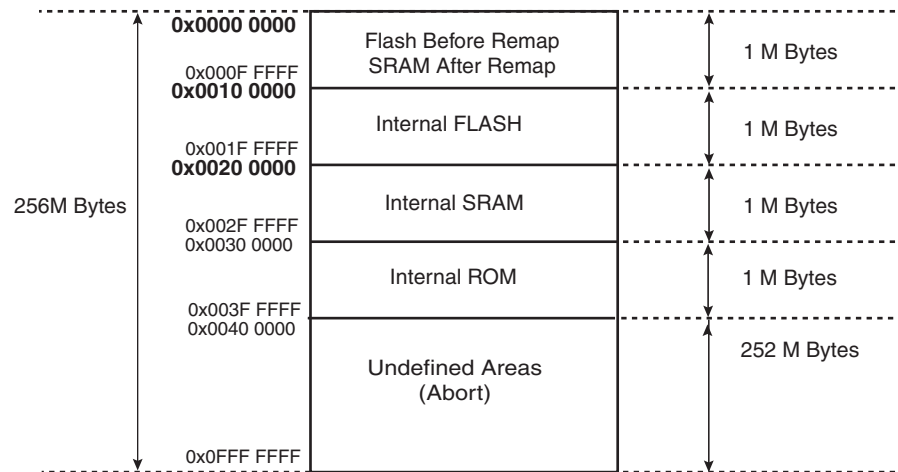 0x0000 0000
Flash Before Remap
SRAM After Remap
1 M Bytes
0x000F FFFF
0x0010 0000
Internal FLASH
1 M Bytes
0x001F FFFF
0x0020 0000
256M Bytes
Internal SRAM
1 M Bytes
0x002F FFFF
0x0030 0000
Internal ROM
1 M Bytes
0x003F FFFF
0x0040 0000
252 M Bytes
Undefined Areas
(Abort)
0x0FFF FFFF